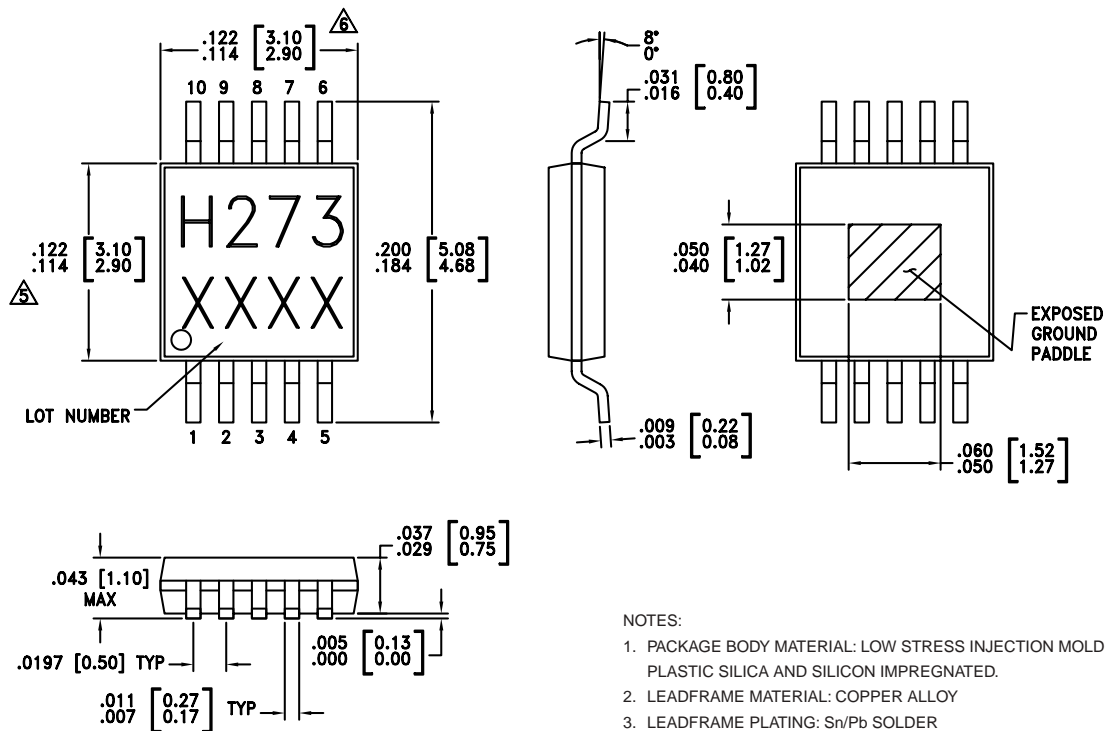 .122 [3.10]
.114 [2.90]
6
10 9 8 7 6
H273
XXXX
.122 [3.10]
.114 [2.90]
5
.200 [5.08]
.184 [4.68]
LOT NUMBER
1 2 3 4 5
8°
0°
.031 [0.80]
.016 [0.40]
.009 [0.22]
.003 [0.08]
.050 [1.27]
.040 [1.02]
EXPOSED
GROUND
PADDLE
.060 [1.52]
.050 [1.27]
.037 [0.95]
.029 [0.75]
.043 [1.10]
MAX
.005 [0.13]
.000 [0.00]
.0197 [0.50] TYP
.011 [0.27]
.007 [0.17]
TYP
NOTES:
1. PACKAGE BODY MATERIAL: LOW STRESS INJECTION MOLD
PLASTIC SILICA AND SILICON IMPREGNATED.
2. LEADFRAME MATERIAL: COPPER ALLOY
3. LEADFRAME PLATING: Sn/Pb SOLDER